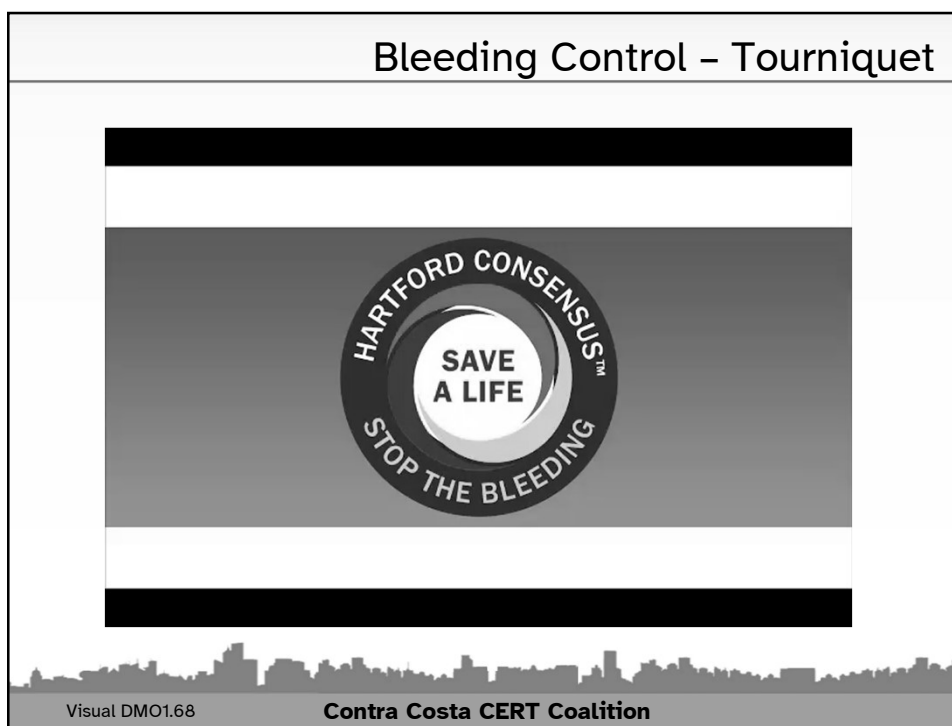 Bleeding Control – Tourniquet
HARTFORD CONSENSUS™
SAVE
A LIFE
STOP THE BLEEDING
Visual DMO1.68
Contra Costa CERT Coalition